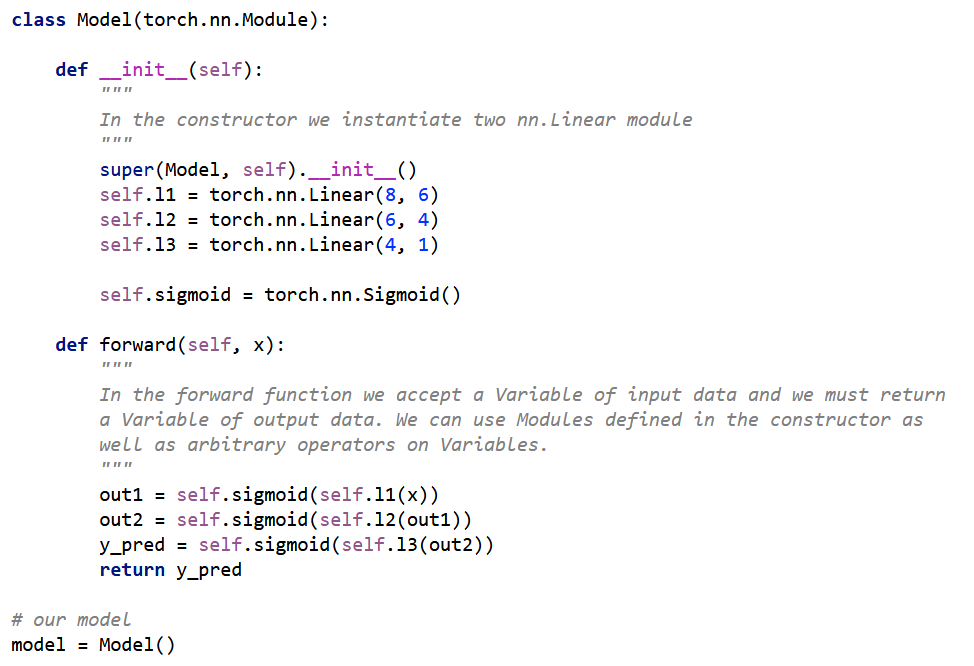 class Model(torch.nn.Module):
    def __init__(self):
        """
        In the constructor we instantiate two nn.Linear module
        """
        super(Model, self).__init__()
        self.l1 = torch.nn.Linear(8, 6)
        self.l2 = torch.nn.Linear(6, 4)
        self.l3 = torch.nn.Linear(4, 1)
        self.sigmoid = torch.nn.Sigmoid()
    def forward(self, x):
        """
        In the forward function we accept a Variable of input data and we must return
        a Variable of output data. We can use Modules defined in the constructor as
        well as arbitrary operators on Variables.
        """
        out1 = self.sigmoid(self.l1(x))
        out2 = self.sigmoid(self.l2(out1))
        y_pred = self.sigmoid(self.l3(out2))
        return y_pred
# our model
model = Model()